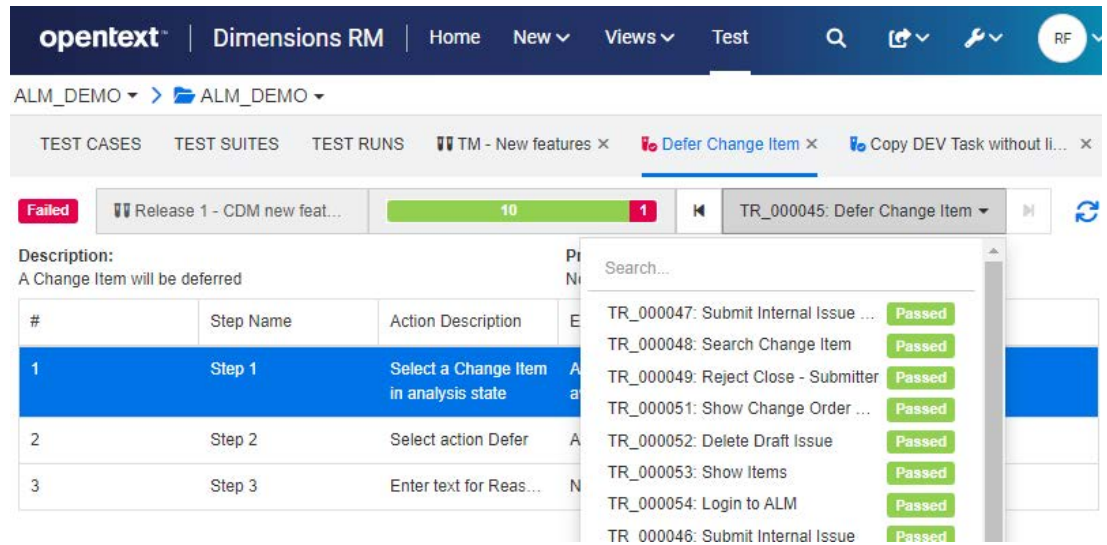 opentext™ | Dimensions RM | Home New Views Test RF
ALM_DEMO > ALM_DEMO
TEST CASES TEST SUITES TEST RUNS TM - New features × Defer Change Item × Copy DEV Task without li... ×
Failed Release 1 - CDM new feat... 10 1 TR_000045: Defer Change Item
Description:
A Change Item will be deferred
# Step Name Action Description
1 Step 1 Select a Change Item
in analysis state
2 Step 2 Select action Defer
3 Step 3 Enter text for Reas...
Search...
TR_000047: Submit Internal Issue ... Passed
TR_000048: Search Change Item Passed
TR_000049: Reject Close - Submitter Passed
TR_000051: Show Change Order ... Passed
TR_000052: Delete Draft Issue Passed
TR_000053: Show Items Passed
TR_000054: Login to ALM Passed
TR_000046: Submit Internal Issue Passed